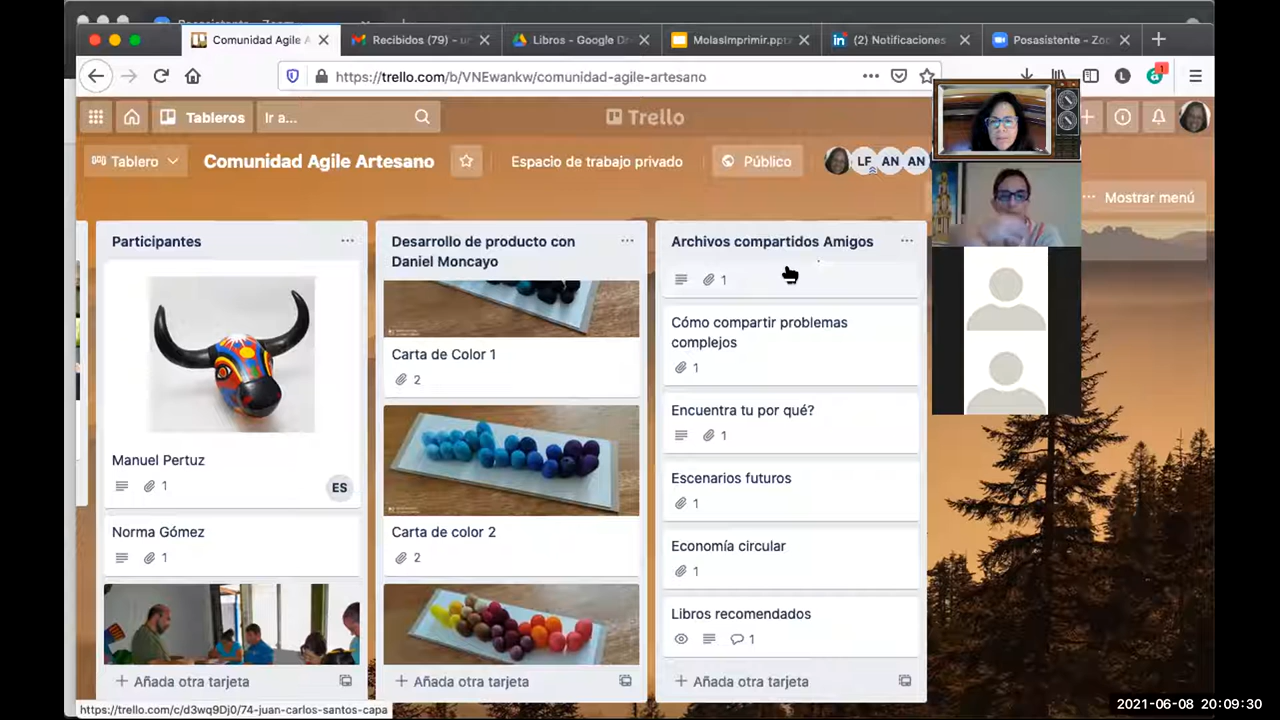 Comunidad Agile A
Recibidos (79) – u
Libros - Google Dr
MolasImprimir.ppt
(2) Notificaciones
Posasistente - Zo
https://trello.com/b/VNEwankw/comunidad-agile-artesano
L
a
1
Tableros
Ir a...
Trello
Tablero
Comunidad Agile Artesano
Espacio de trabajo privado
Público
LF
AN
AN
Mostrar menú
Participantes
Manuel Pertuz
1
ES
Norma Gómez
1
Añada otra tarjeta
Desarrollo de producto con
Daniel Moncayo
Carta de Color 1
2
Carta de color 2
2
Añada otra tarjeta
Archivos compartidos Amigos
1
Cómo compartir problemas
complejos
1
Encuentra tu por qué?
1
Escenarios futuros
1
Economía circular
1
Libros recomendados
1
Añada otra tarjeta
https://trello.com/c/d3wq9Dj0/74-juan-carlos-santos-capa
2021-06-08 20:09:30